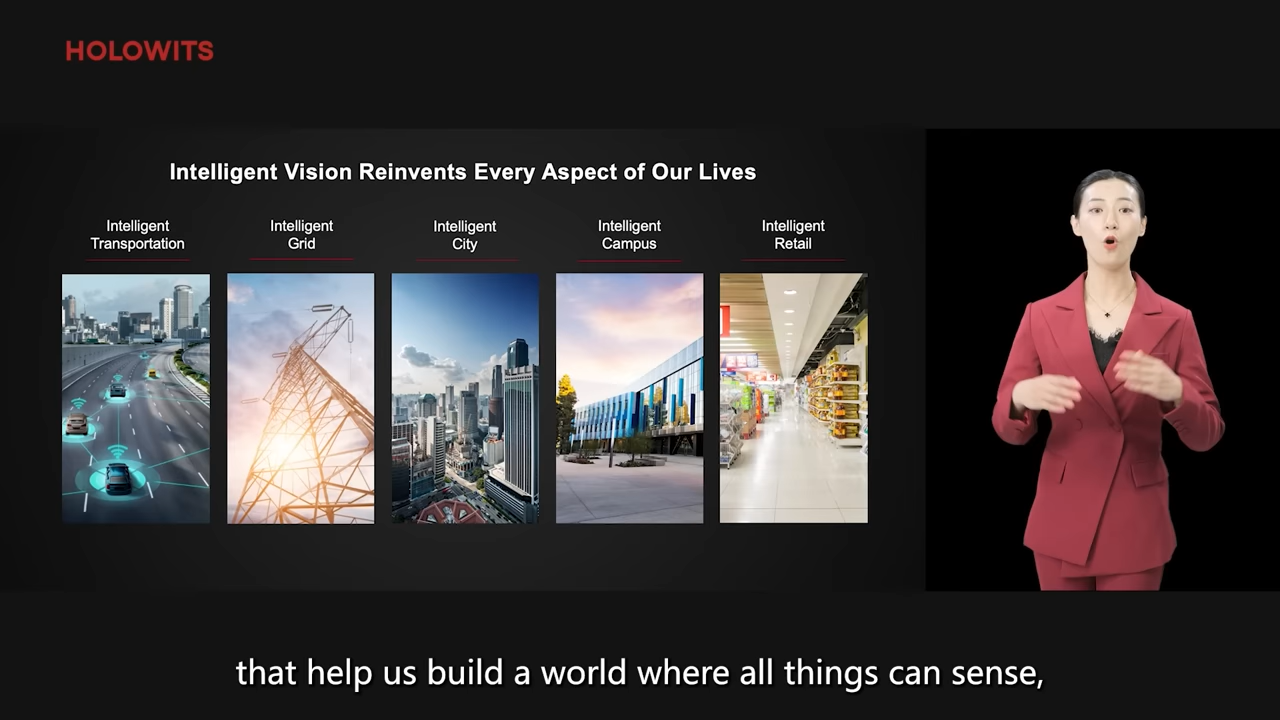 HOLOWITS
Intelligent Vision Reinvents Every Aspect of Our Lives
Intelligent
Transportation
Intelligent
Grid
Intelligent
City
Intelligent
Campus
Intelligent
Retail
that help us build a world where all things can sense,